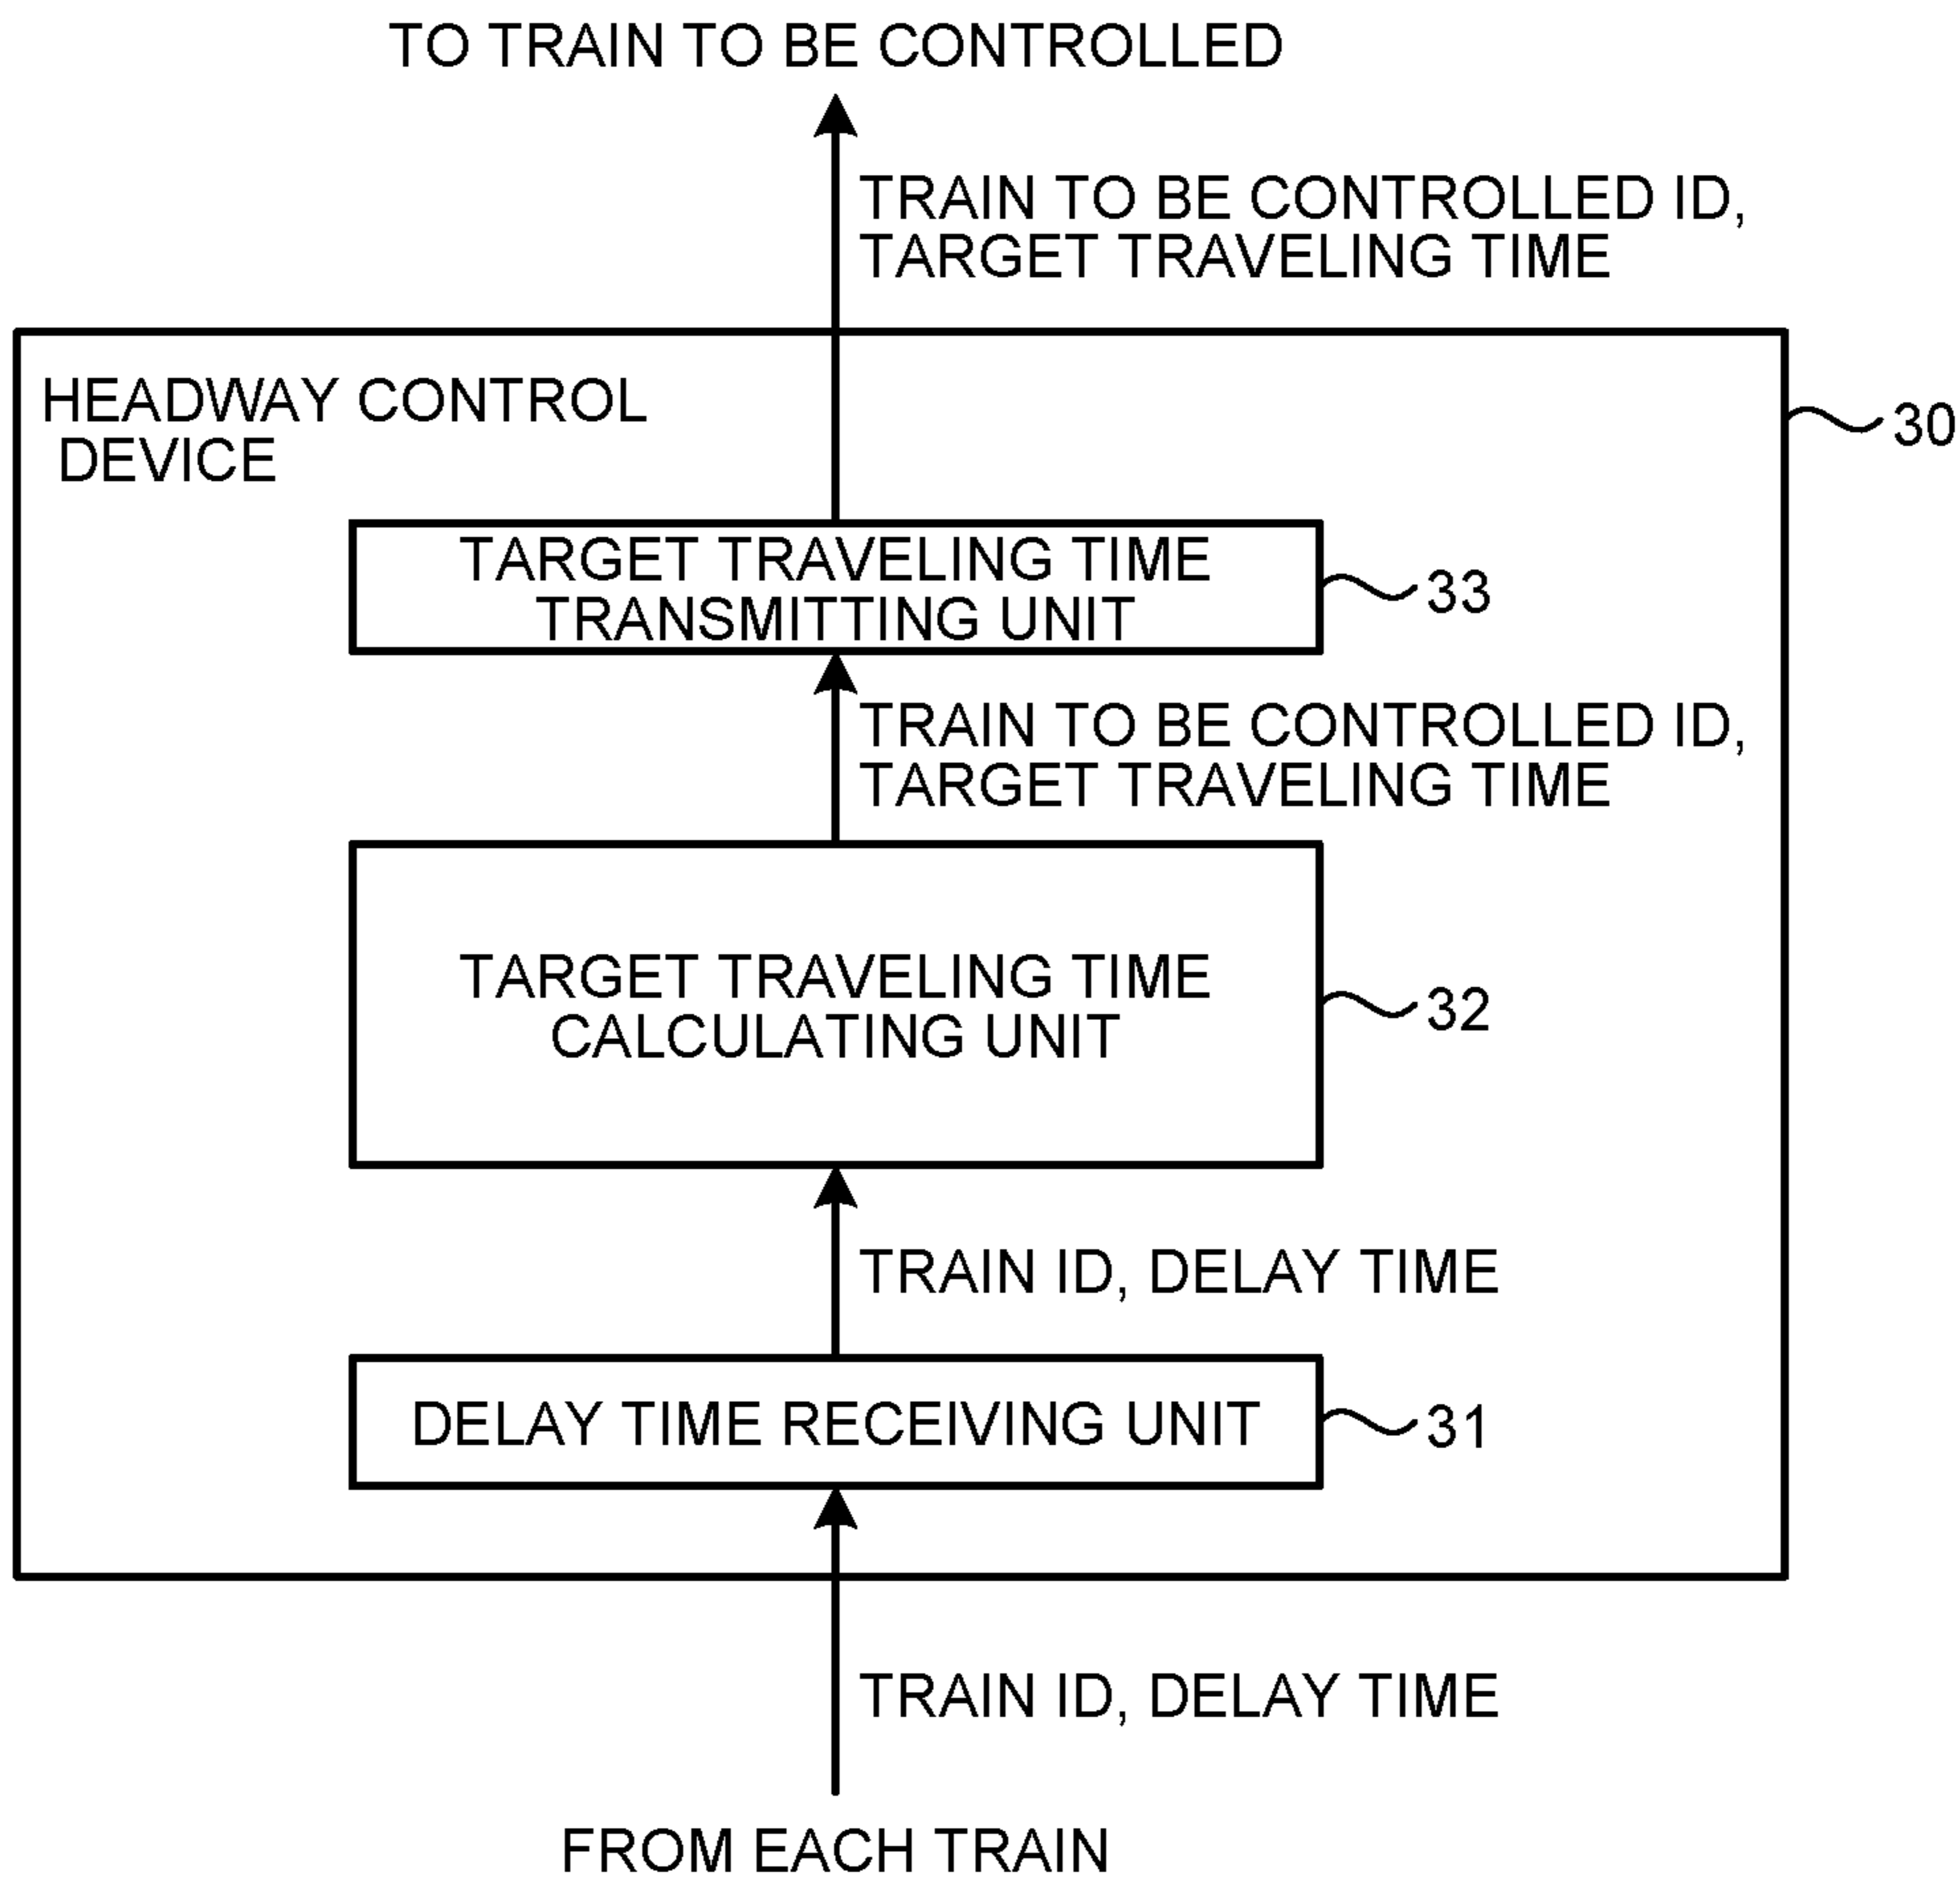 TO TRAIN TO BE CONTROLLED
TRAIN TO BE CONTROLLED ID,
TARGET TRAVELING TIME
HEADWAY CONTROL
DEVICE
30
TARGET TRAVELING TIME
TRANSMITTING UNIT
33
TRAIN TO BE CONTROLLED ID,
TARGET TRAVELING TIME
TARGET TRAVELING TIME
CALCULATING UNIT
32
TRAIN ID, DELAY TIME
DELAY TIME RECEIVING UNIT
31
TRAIN ID, DELAY TIME
FROM EACH TRAIN